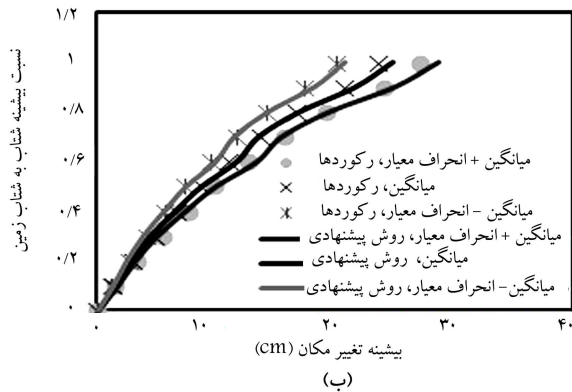 ۱/۲
۱
۰/۸
۰/۶
۰/۴
۰/۲
۰
نسبت بیشینه شتاب به شتاب زمین
میانگین + انحراف معیار، رکوردها
میانگین، رکوردها
میانگین – انحراف معیار، رکوردها
میانگین + انحراف معیار، روش پیشنهادی
میانگین، روش پیشنهادی
میانگین– انحراف معیار، روش پیشنهادی
۰ ۱۰ ۲۰ ۳۰ ۴۰
بیشینه تغییر مکان (cm)
(ب)